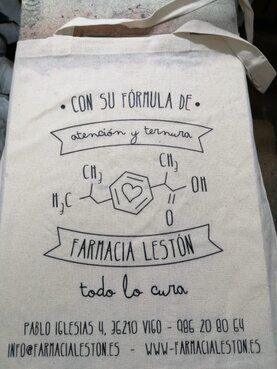 · CON SU FÓRMULA DE ·
atención y ternura
CH₃
CH₃
H₃C
H₃C
OH
O
FARMACIA LESTÓN
todo lo cura
PABLO IGLESIAS 4, 36210 VIGO - 986 20 80 64
INFO@FARMACIALESTON.ES - WWW-FARMACIALESTON.ES